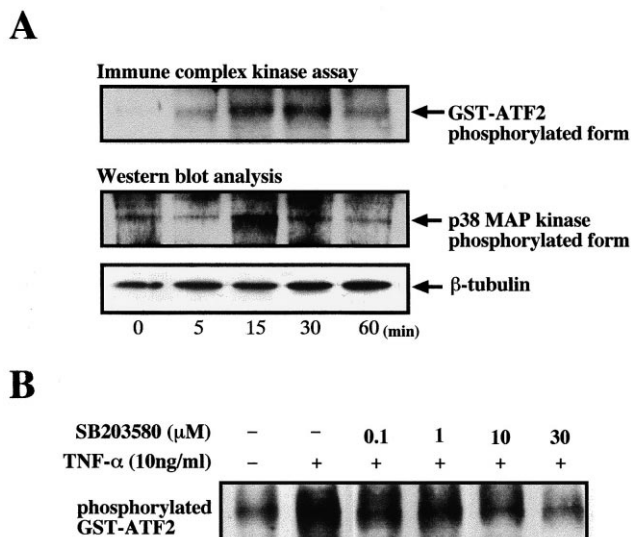 A
Immune complex kinase assay
GST-ATF2
phosphorylated form
Western blot analysis
p38 MAP kinase
phosphorylated form
β-tubulin
0 5 15 30 60 (min)
B
SB203580 (μM) – – 0.1 1 10 30
TNF-α (10ng/ml) – + + + + +
phosphorylated
GST-ATF2